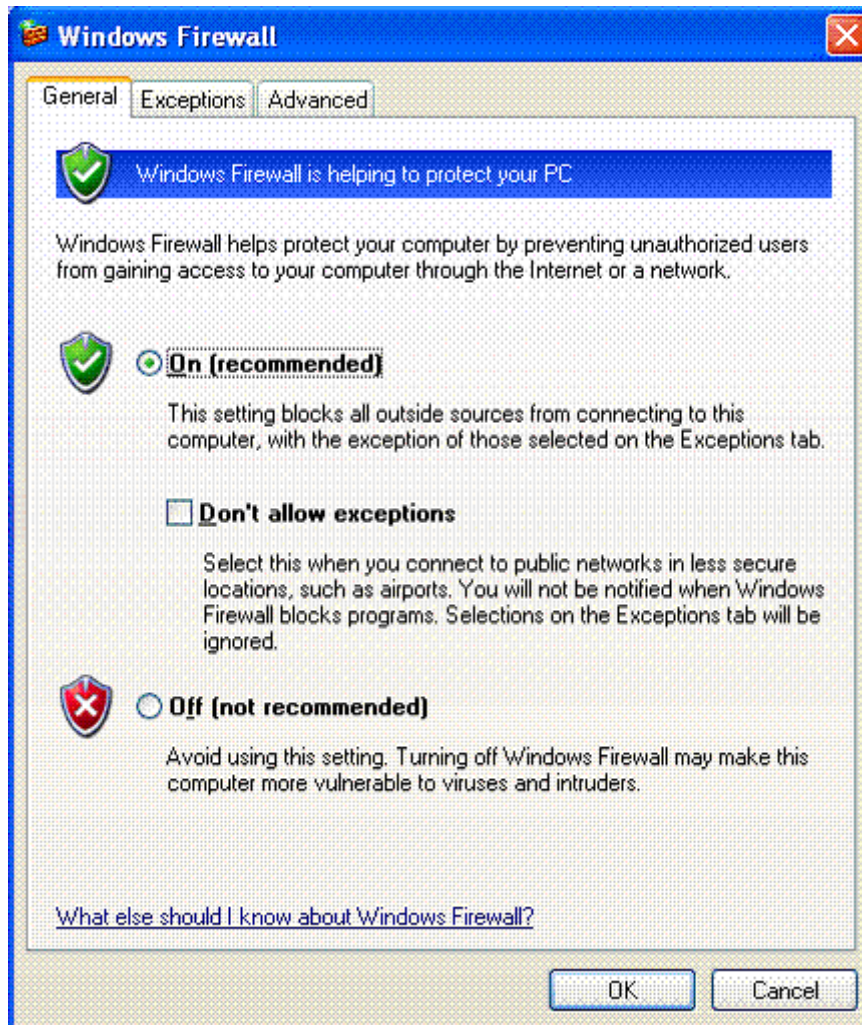 Windows Firewall
General
Exceptions
Advanced
Windows Firewall is helping to protect your PC
Windows Firewall helps protect your computer by preventing unauthorized users
from gaining access to your computer through the Internet or a network.
On (recommended)
This setting blocks all outside sources from connecting to this
computer, with the exception of those selected on the Exceptions tab.
Don't allow exceptions
Select this when you connect to public networks in less secure
locations, such as airports. You will not be notified when Windows
Firewall blocks programs. Selections on the Exceptions tab will be
ignored.
Off (not recommended)
Avoid using this setting. Turning off Windows Firewall may make this
computer more vulnerable to viruses and intruders.
What else should I know about Windows Firewall?
OK
Cancel